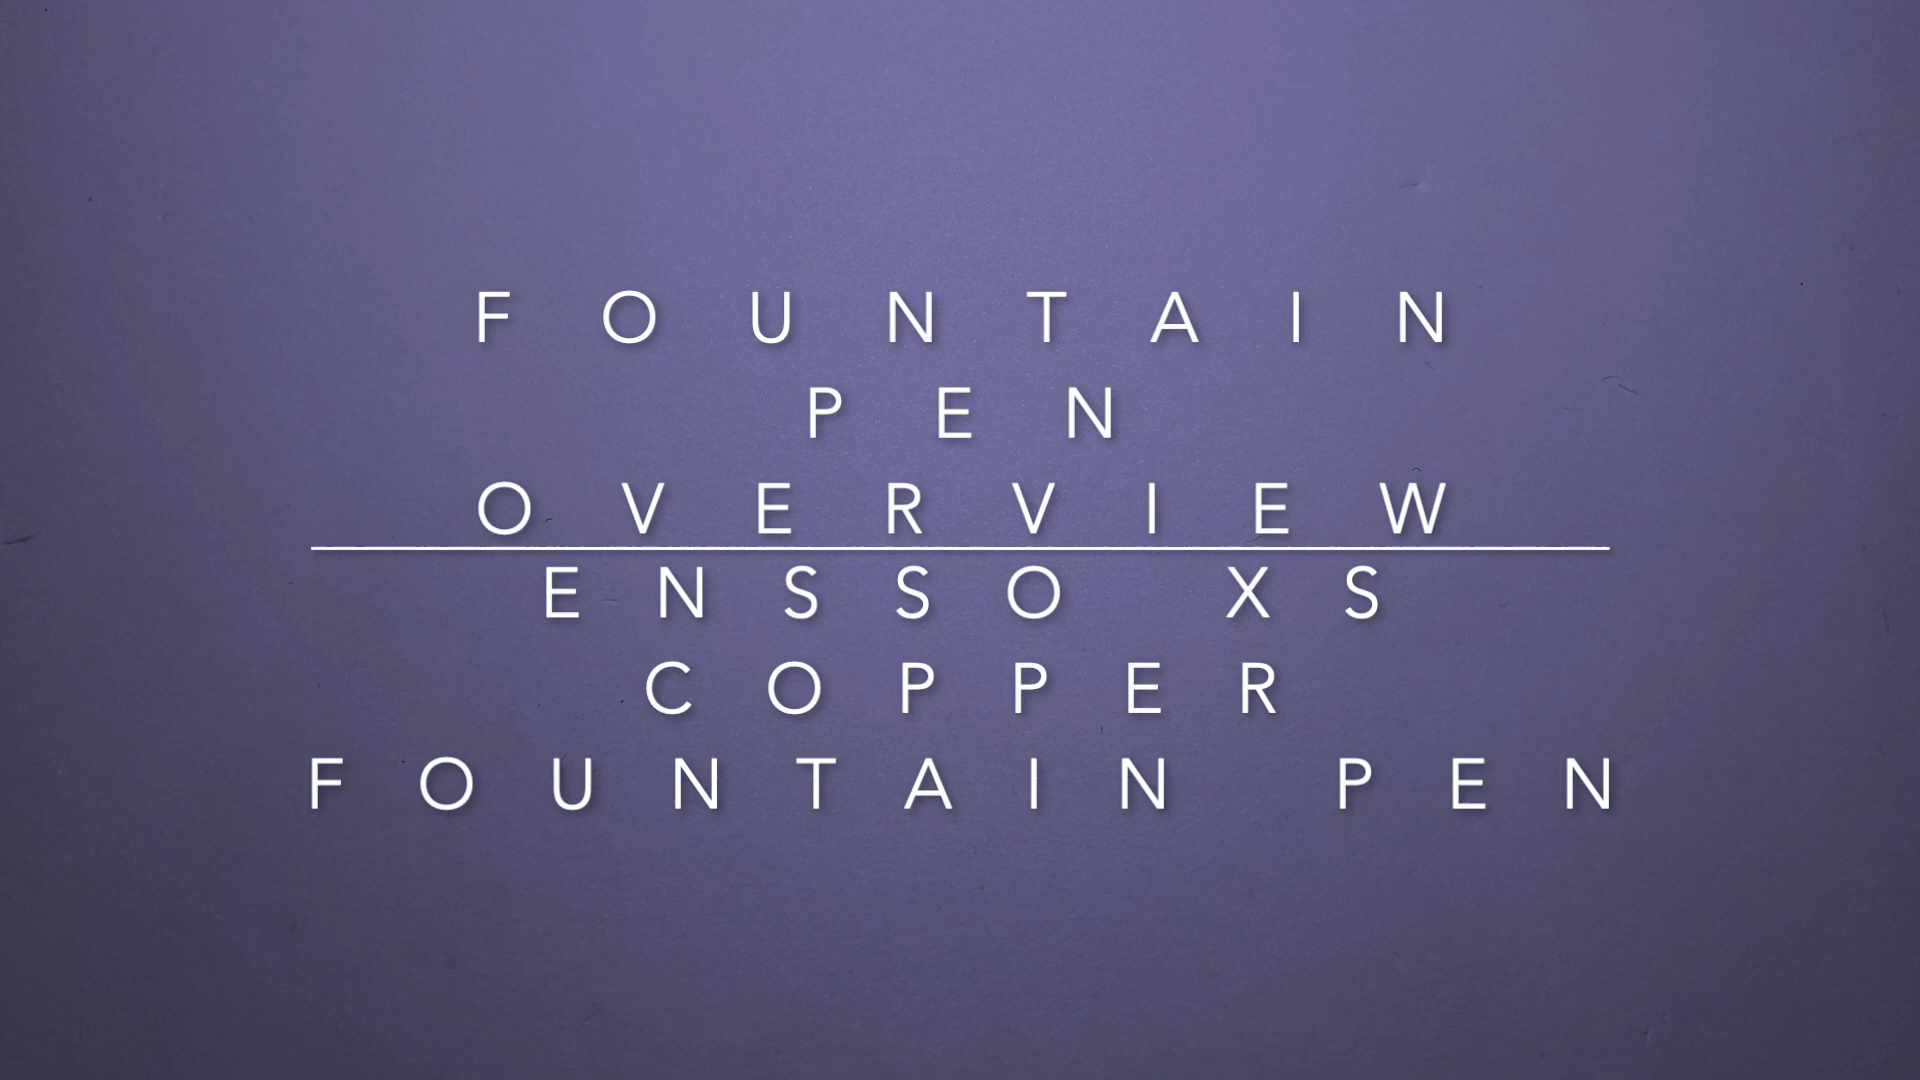 FOUNTAIN
PEN
OVERVIEW
ENSSO XS
COPPER
FOUNTAIN PEN